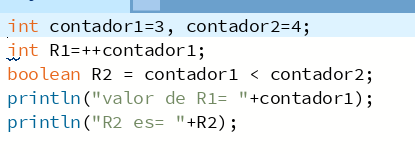 int contador1=3, contador2=4;
int R1=++contador1;
boolean R2 = contador1 < contador2;
println("valor de R1= "+contador1);
println("R2 es= "+R2);